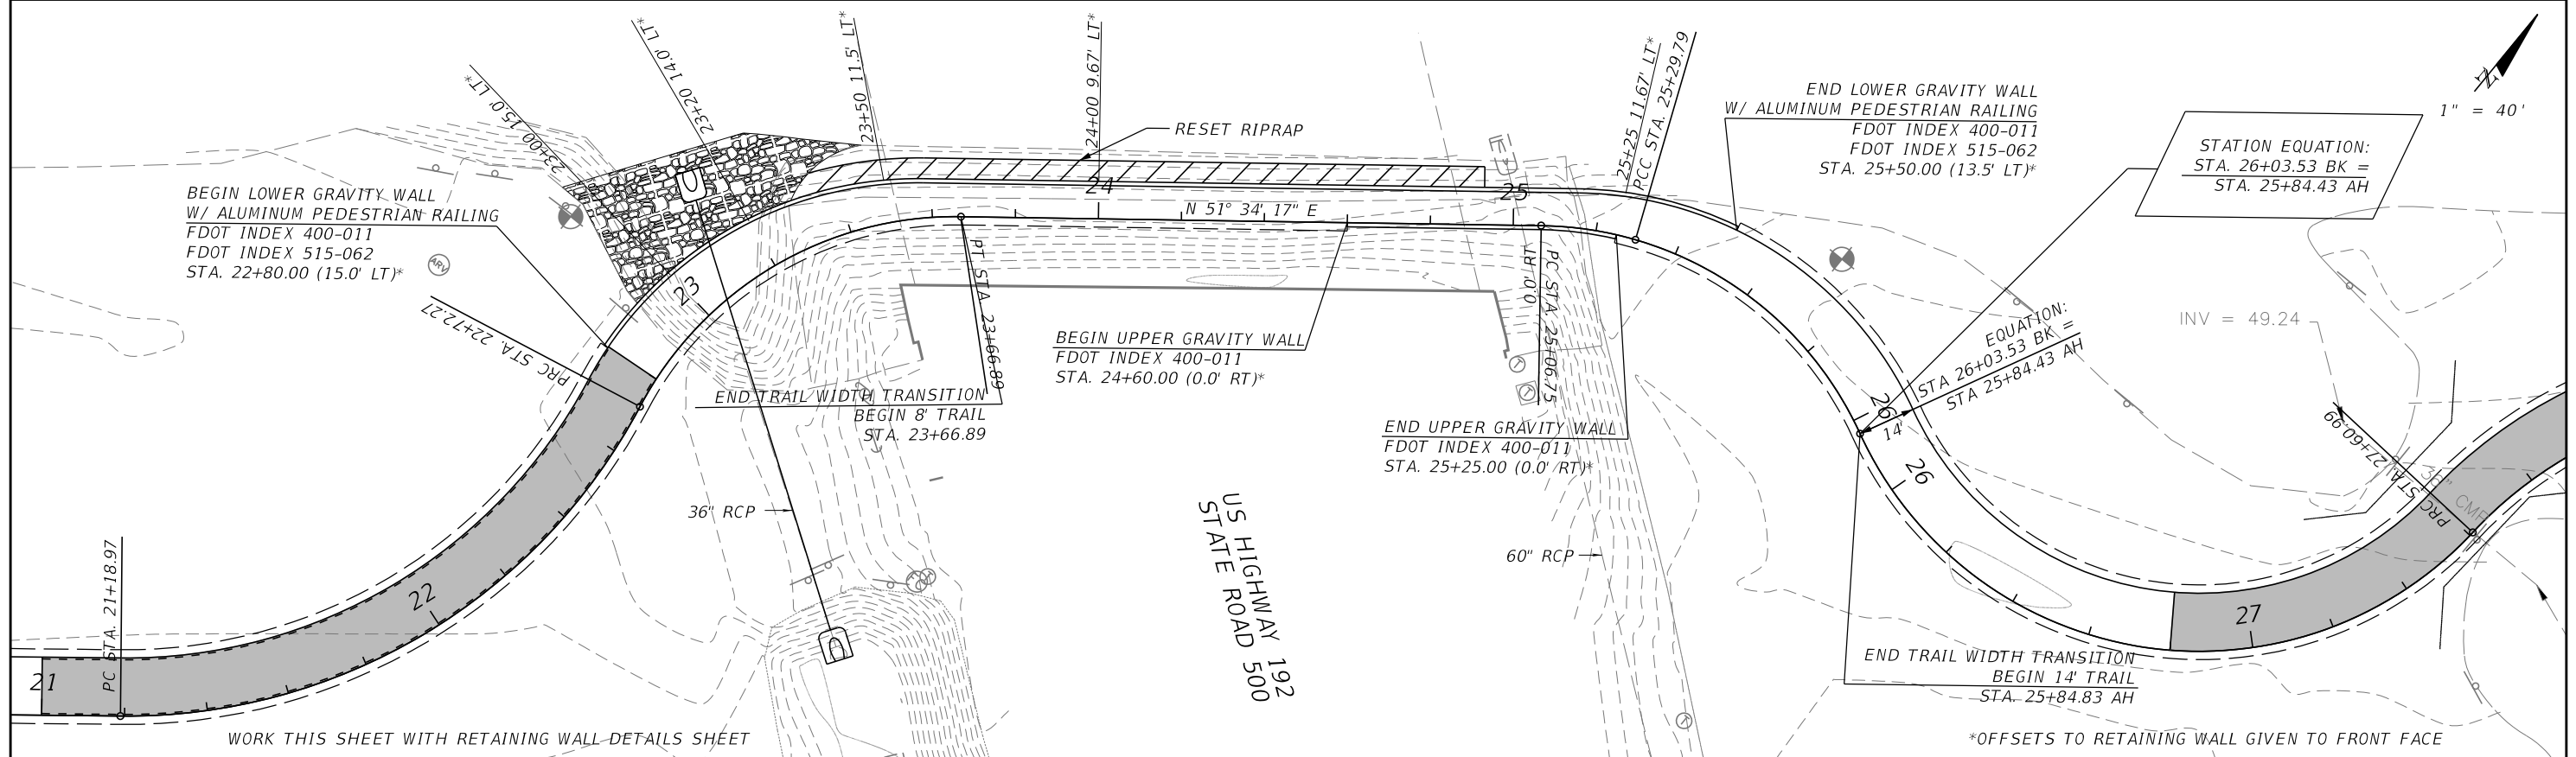 23+00 15.0' LT*
23+20 14.0' LT*
23+50 11.5' LT*
24+00 9.67' LT*
RESET RIPRAP
25+25 11.67' LT*
PCC STA. 25+29.79
END LOWER GRAVITY WALL
W/ ALUMINUM PEDESTRIAN RAILING
FDOT INDEX 400-011
FDOT INDEX 515-062
STA. 25+50.00 (13.5' LT)*
STATION EQUATION:
STA. 26+03.53 BK =
STA. 25+84.43 AH
N
1" = 40'
BEGIN LOWER GRAVITY WALL
W/ ALUMINUM PEDESTRIAN RAILING
FDOT INDEX 400-011
FDOT INDEX 515-062
STA. 22+80.00 (15.0' LT)*
ARV
PRC STA. 22+72.27
23
24
N 51° 34' 17" E
25
PT STA. 23+66.89
PC STA. 25+06.75
0.0' RT
BEGIN UPPER GRAVITY WALL
FDOT INDEX 400-011
STA. 24+60.00 (0.0' RT)*
END TRAIL WIDTH TRANSITION
BEGIN 8' TRAIL
STA. 23+66.89
END UPPER GRAVITY WALL
FDOT INDEX 400-011
STA. 25+25.00 (0.0' RT)*
EQUATION:
STA 26+03.53 BK =
STA 25+84.43 AH
26
14'
26
INV = 49.24
PRC STA. 27+60.99
36" CMP
36" RCP
60" RCP
US HIGHWAY 192
STATE ROAD 500
PC STA. 21+18.97
21
22
27
END TRAIL WIDTH TRANSITION
BEGIN 14' TRAIL
STA. 25+84.83 AH
WORK THIS SHEET WITH RETAINING WALL DETAILS SHEET
*OFFSETS TO RETAINING WALL GIVEN TO FRONT FACE